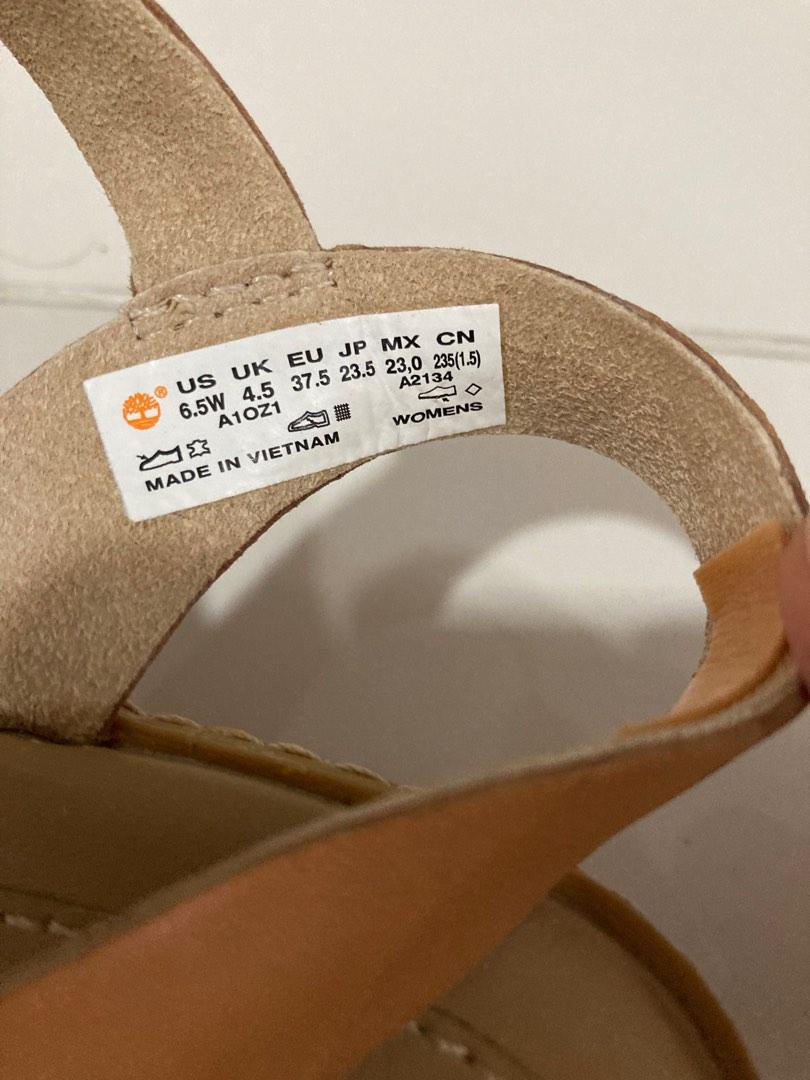 US UK EU JP MX CN
6.5W 4.5 37.5 23.5 23,0 235(1.5)
A1OZ1 A2134
WOMENS
MADE IN VIETNAM